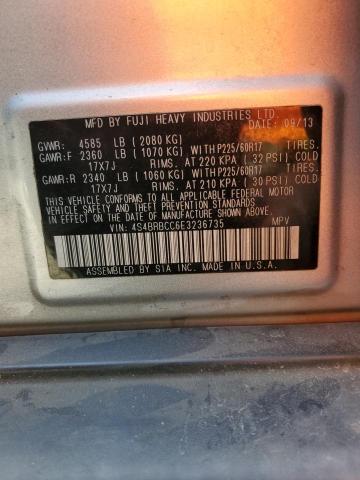 MFD BY FUJI HEAVY INDUSTRIES LTD.
DATE: 09/13
GVWR: 4585 LB (2080 KG)
GAWR:F 2360 LB (1070 KG) WITH P225/60R17 TIRES.
17X7J RIMS. AT 220 KPA (32 PSI) COLD
GAWR:R 2340 LB (1060 KG) WITH P225/60R17 TIRES.
17X7J RIMS. AT 210 KPA (30 PSI) COLD
THIS VEHICLE CONFORMS TO ALL APPLICABLE FEDERAL MOTOR
VEHICLE SAFETY AND THEFT PREVENTION STANDARDS
IN EFFECT ON THE DATE OF MANUFACTURE SHOWN ABOVE.
VIN: 4S4BRBCC6E3236735 MPV
ASSEMBLED BY SIA INC. MADE IN U.S.A.